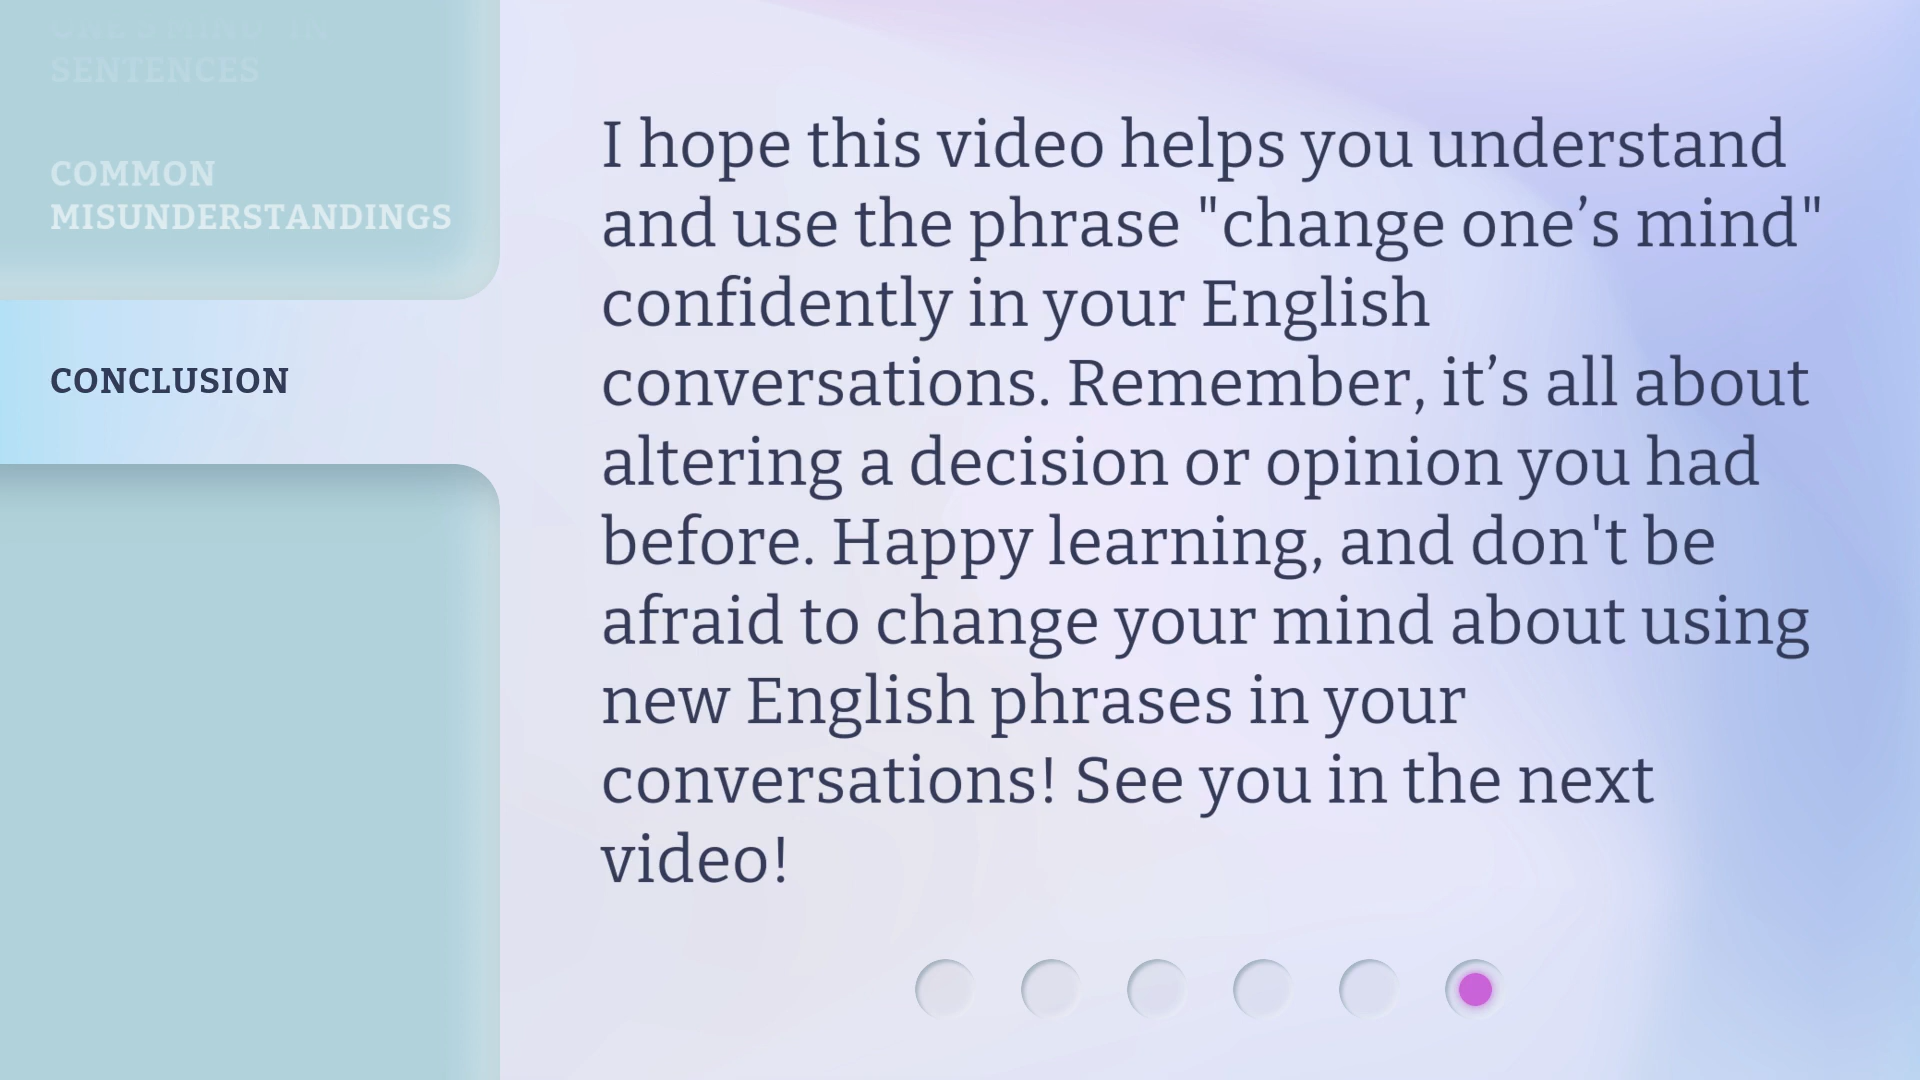 ONE'S MIND" IN
SENTENCES
COMMON
MISUNDERSTANDINGS
CONCLUSION
I hope this video helps you understand
and use the phrase "change one’s mind"
confidently in your English
conversations. Remember, it’s all about
altering a decision or opinion you had
before. Happy learning, and don't be
afraid to change your mind about using
new English phrases in your
conversations! See you in the next
video!